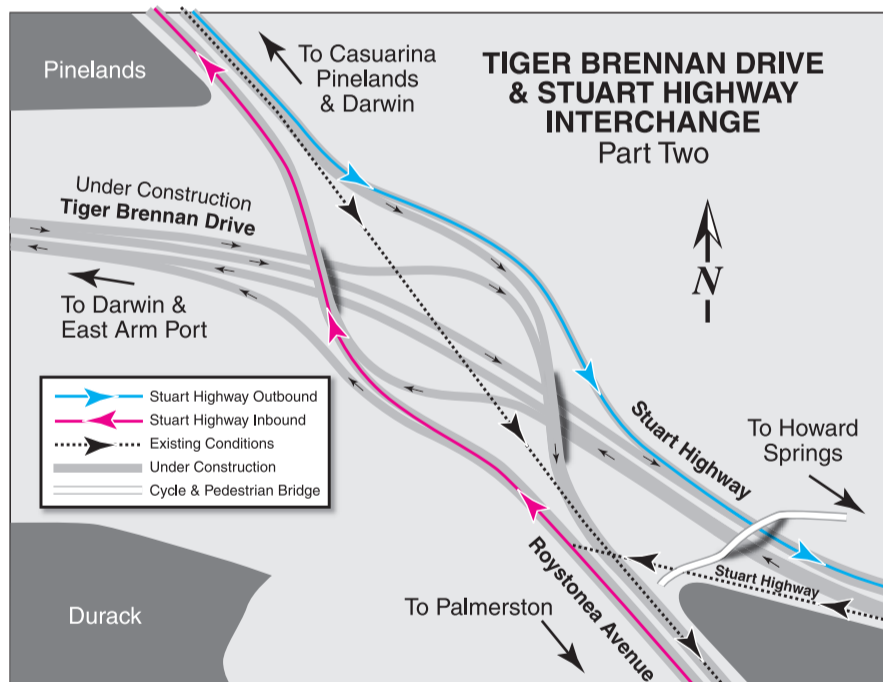 TIGER BRENNAN DRIVE
& STUART HIGHWAY
INTERCHANGE
Part Two
Pinelands
To Casuarina
Pinelands
& Darwin
Under Construction
Tiger Brennan Drive
N
To Darwin &
East Arm Port
Stuart Highway Outbound
Stuart Highway Inbound
Existing Conditions
Under Construction
Cycle & Pedestrian Bridge
Stuart Highway
To Howard
Springs
Stuart Highway
Roystonea Avenue
To Palmerston
Durack